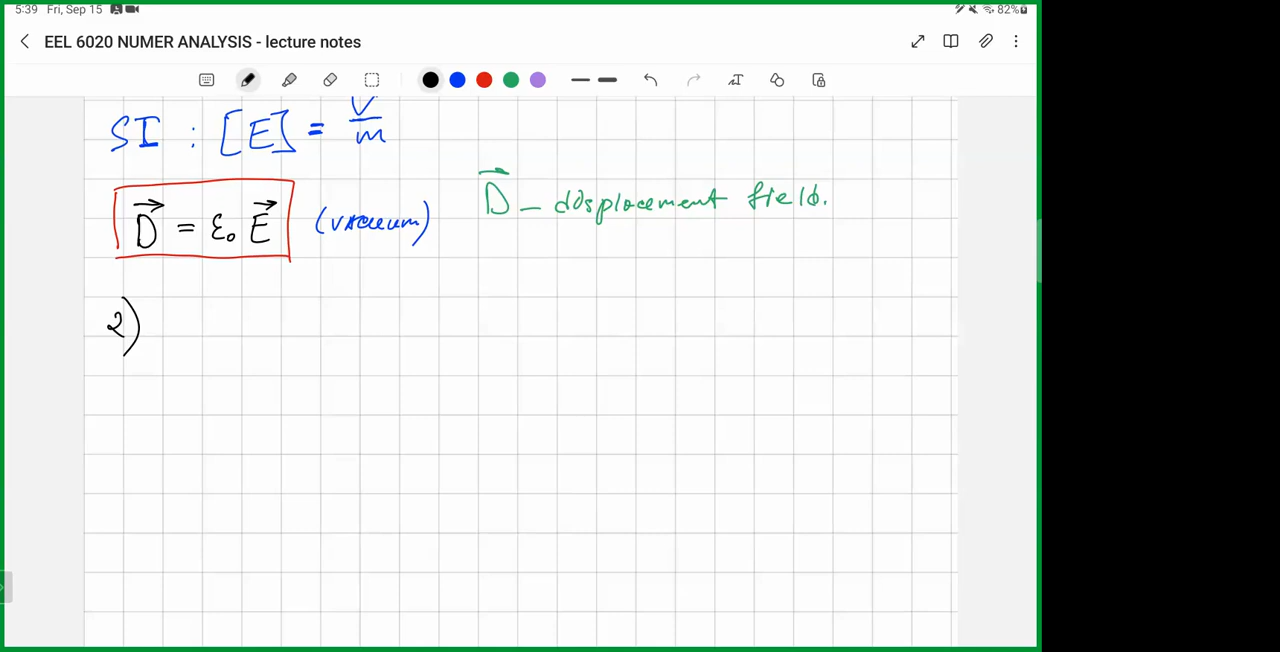 5:39 Fri, Sep 15 82%
EEL 6020 NUMER ANALYSIS - lecture notes
SI : [E] = V/m
D⃗ = ε₀ E⃗ (vacuum) D⃗ – displacement field.
2)